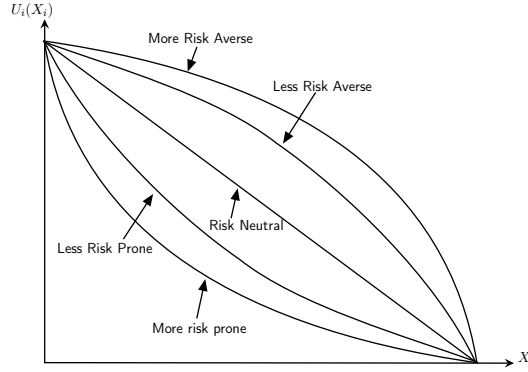 U_i(X_i)
More Risk Averse
Less Risk Averse
Risk Neutral
Less Risk Prone
More risk prone
X